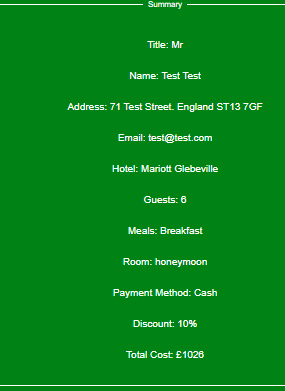 Summary
Title: Mr
Name: Test Test
Address: 71 Test Street. England ST13 7GF
Email: test@test.com
Hotel: Mariott Glebeville
Guests: 6
Meals: Breakfast
Room: honeymoon
Payment Method: Cash
Discount: 10%
Total Cost: £1026